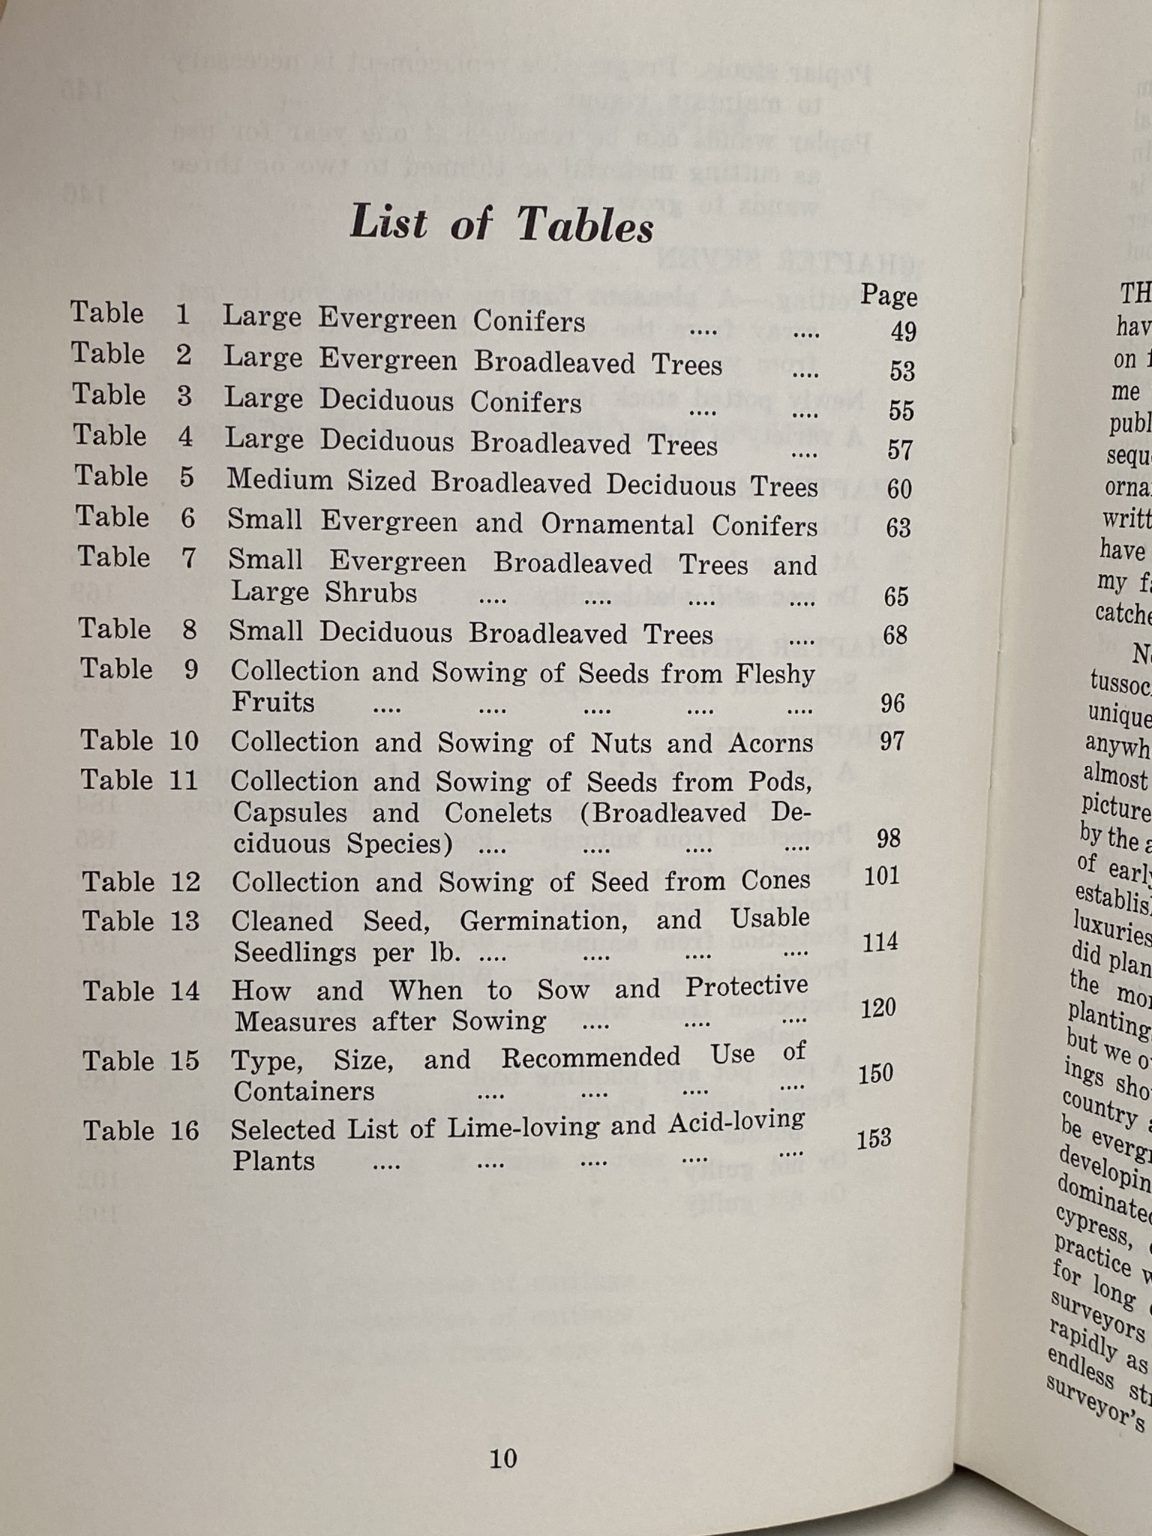 List of Tables
Page
Table 1 Large Evergreen Conifers .... .... 49
Table 2 Large Evergreen Broadleaved Trees .... 53
Table 3 Large Deciduous Conifers .... .... 55
Table 4 Large Deciduous Broadleaved Trees .... 57
Table 5 Medium Sized Broadleaved Deciduous Trees 60
Table 6 Small Evergreen and Ornamental Conifers 63
Table 7 Small Evergreen Broadleaved Trees and
Large Shrubs .... .... .... .... 65
Table 8 Small Deciduous Broadleaved Trees .... 68
Table 9 Collection and Sowing of Seeds from Fleshy
Fruits .... .... .... .... .... 96
Table 10 Collection and Sowing of Nuts and Acorns 97
Table 11 Collection and Sowing of Seeds from Pods,
Capsules and Conelets (Broadleaved De-
ciduous Species) .... .... .... .... 98
Table 12 Collection and Sowing of Seed from Cones 101
Table 13 Cleaned Seed, Germination, and Usable
Seedlings per lb. .... .... .... .... 114
Table 14 How and When to Sow and Protective
Measures after Sowing .... .... .... 120
Table 15 Type, Size, and Recommended Use of
Containers .... .... .... .... 150
Table 16 Selected List of Lime-loving and Acid-loving
Plants .... .... .... .... .... 153
10
TH
hav
on f
me
publ
sequ
orna
writt
have
my fa
catche
N
tussoc
unique
anywh
almost
picture
by the a
of early
establis
luxuries
did plan
the mo
planting
but we o
ings sho
country a
be evergr
developin
dominate
cypress,
practice w
for long
surveyors
rapidly as
endless st
surveyor's